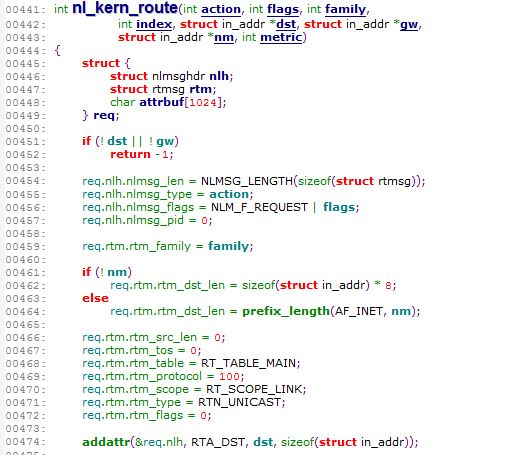 00441: int nl_kern_route(int action, int flags, int family,
00442:           int index, struct in_addr *dst, struct in_addr *gw,
00443:           struct in_addr *nm, int metric)
00444: {
00445:     struct {
00446:         struct nlmsghdr nlh;
00447:         struct rtmsg rtm;
00448:         char attrbuf[1024];
00449:     } req;
00450:
00451:     if (! dst || ! gw)
00452:         return -1;
00453:
00454:     req.nlh.nlmsg_len = NLMSG_LENGTH(sizeof(struct rtmsg));
00455:     req.nlh.nlmsg_type = action;
00456:     req.nlh.nlmsg_flags = NLM_F_REQUEST | flags;
00457:     req.nlh.nlmsg_pid = 0;
00458:
00459:     req.rtm.rtm_family = family;
00460:
00461:     if (! nm)
00462:         req.rtm.rtm_dst_len = sizeof(struct in_addr) * 8;
00463:     else
00464:         req.rtm.rtm_dst_len = prefix_length(AF_INET, nm);
00465:
00466:     req.rtm.rtm_src_len = 0;
00467:     req.rtm.rtm_tos = 0;
00468:     req.rtm.rtm_table = RT_TABLE_MAIN;
00469:     req.rtm.rtm_protocol = 100;
00470:     req.rtm.rtm_scope = RT_SCOPE_LINK;
00471:     req.rtm.rtm_type = RTN_UNICAST;
00472:     req.rtm.rtm_flags = 0;
00473:
00474:     addattr(&req.nlh, RTA_DST, dst, sizeof(struct in_addr));